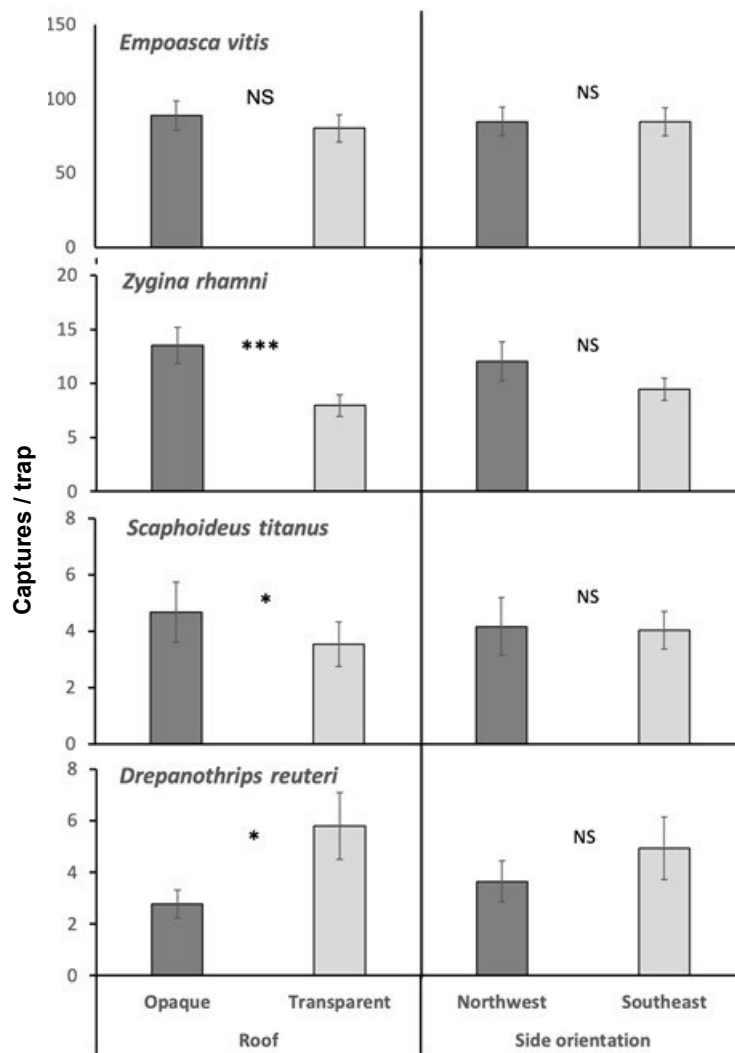 150
Empoasca vitis
NS
NS
100
50
0
20
Zygina rhamni
15
***
NS
10
5
0
Captures / trap
8
Scaphoideus titanus
6
*
NS
4
2
0
8
Drepanothrips reuteri
6
*
NS
4
2
0
Opaque Transparent Northwest Southeast
Roof Side orientation